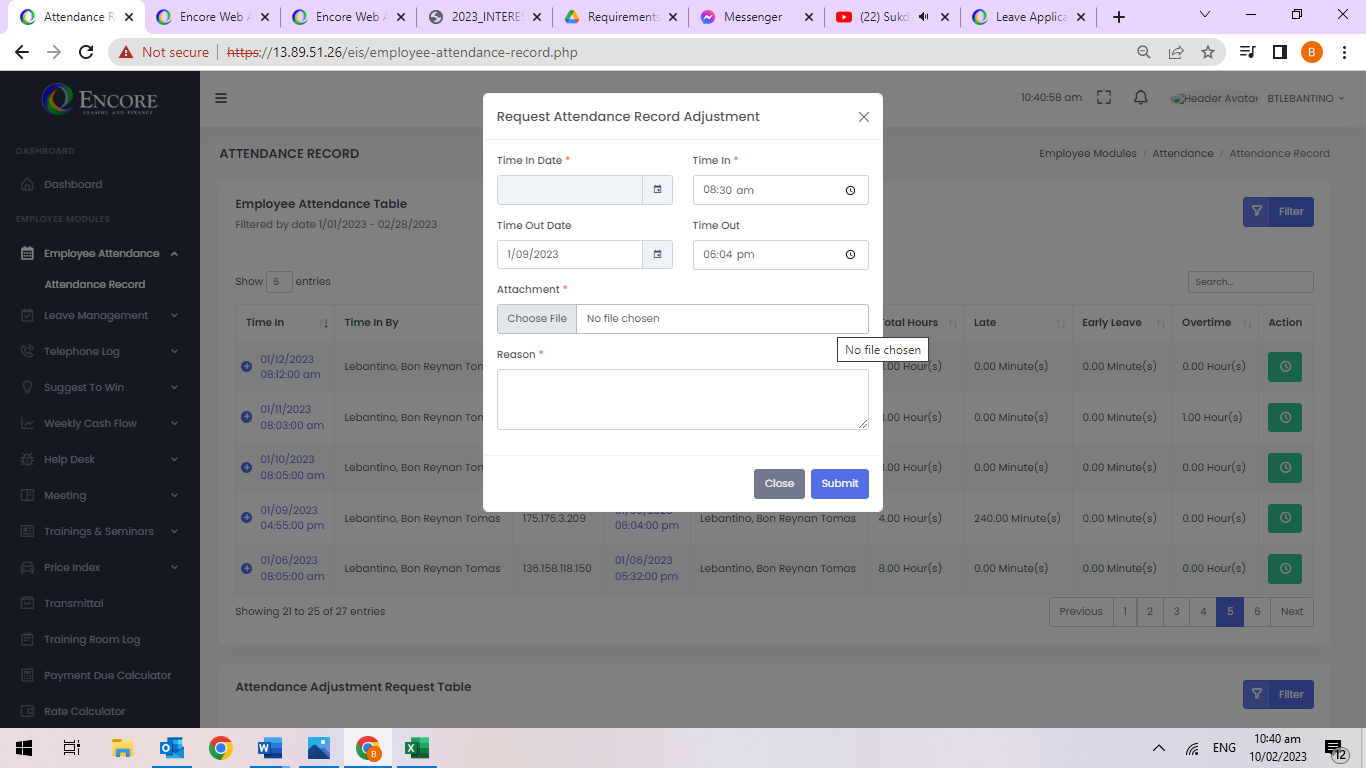 Attendance R
Encore Web A
Encore Web A
2023_INTERES
Requirements
Messenger
(22) Sukd
Leave Applica
Not secure
https://13.89.51.26/eis/employee-attendance-record.php
B
ENCORE
LEASING AND FINANCE
10:40:58 am
Header Avatar
BTLEBANTINO
DASHBOARD
Dashboard
EMPLOYEE MODULES
Employee Attendance
Attendance Record
Leave Management
Telephone Log
Suggest To Win
Weekly Cash Flow
Help Desk
Meeting
Trainings & Seminars
Price Index
Transmittal
Training Room Log
Payment Due Calculator
Rate Calculator
ATTENDANCE RECORD
Employee Modules / Attendance / Attendance Record
Employee Attendance Table
Filtered by date 1/01/2023 - 02/28/2023
Filter
Show 5 entries
Search...
Request Attendance Record Adjustment
Time In Date *
Time In *
08:30 am
Time Out Date
Time Out
1/09/2023
06:04 pm
Attachment *
Choose File No file chosen
No file chosen
Reason *
Close
Submit
Time In Time In By Total Hours Late Early Leave Overtime Action
01/12/2023
08:12:00 am Lebantino, Bon Reynan Tom .00 Hour(s) 0.00 Minute(s) 0.00 Minute(s) 0.00 Hour(s)
01/11/2023
08:03:00 am Lebantino, Bon Reynan Tom .00 Hour(s) 0.00 Minute(s) 0.00 Minute(s) 1.00 Hour(s)
01/10/2023
08:05:00 am Lebantino, Bon Reynan Tom .00 Hour(s) 0.00 Minute(s) 0.00 Minute(s) 0.00 Hour(s)
01/09/2023
04:55:00 pm Lebantino, Bon Reynan Tomas 175.176.3.209 06:04:00 pm Lebantino, Bon Reynan Tomas 4.00 Hour(s) 240.00 Minute(s) 0.00 Minute(s) 0.00 Hour(s)
01/06/2023 01/06/2023
08:05:00 am Lebantino, Bon Reynan Tomas 136.158.118.150 05:32:00 pm Lebantino, Bon Reynan Tomas 8.00 Hour(s) 0.00 Minute(s) 0.00 Minute(s) 0.00 Hour(s)
Showing 21 to 25 of 27 entries
Previous 1 2 3 4 5 6 Next
Attendance Adjustment Request Table
Filter
B
ENG
10:40 am
10/02/2023
12